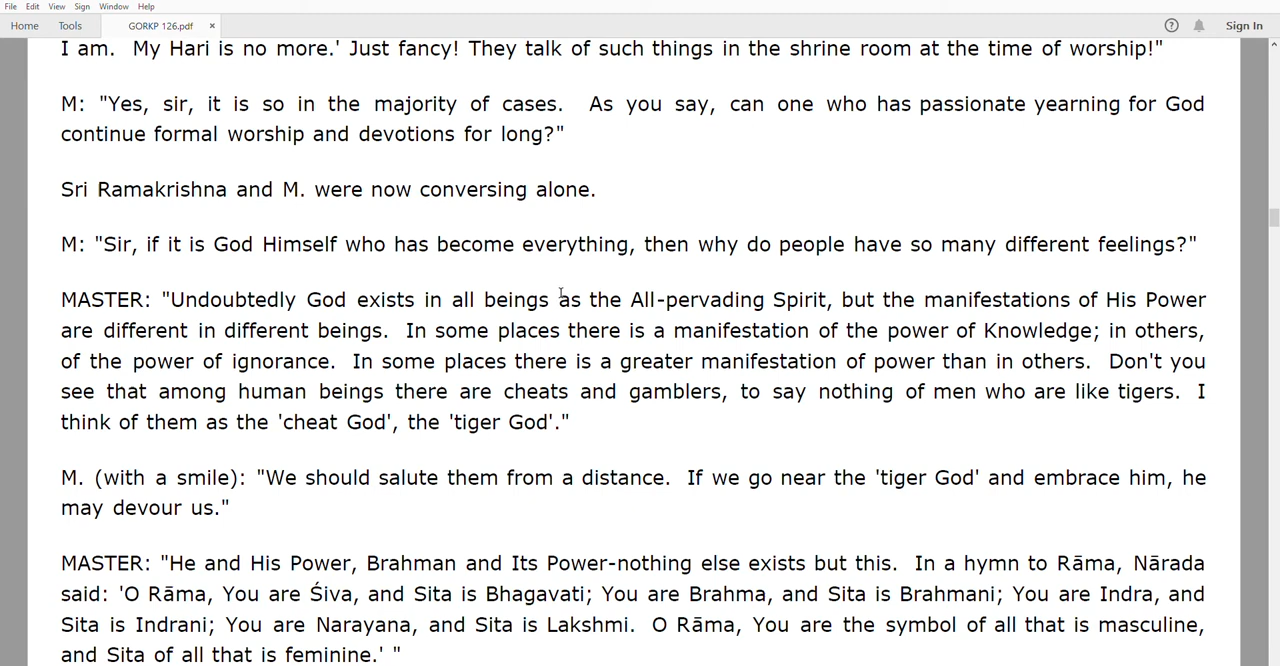 File Edit View Sign Window Help
Home Tools GORKP 126.pdf × ? Sign In
I am. My Hari is no more.' Just fancy! They talk of such things in the shrine room at the time of worship!"
M: "Yes, sir, it is so in the majority of cases. As you say, can one who has passionate yearning for God
continue formal worship and devotions for long?"
Sri Ramakrishna and M. were now conversing alone.
M: "Sir, if it is God Himself who has become everything, then why do people have so many different feelings?"
MASTER: "Undoubtedly God exists in all beings as the All-pervading Spirit, but the manifestations of His Power
are different in different beings. In some places there is a manifestation of the power of Knowledge; in others,
of the power of ignorance. In some places there is a greater manifestation of power than in others. Don't you
see that among human beings there are cheats and gamblers, to say nothing of men who are like tigers. I
think of them as the 'cheat God', the 'tiger God'."
M. (with a smile): "We should salute them from a distance. If we go near the 'tiger God' and embrace him, he
may devour us."
MASTER: "He and His Power, Brahman and Its Power-nothing else exists but this. In a hymn to Rāma, Nārada
said: 'O Rāma, You are Śiva, and Sita is Bhagavati; You are Brahma, and Sita is Brahmani; You are Indra, and
Sita is Indrani; You are Narayana, and Sita is Lakshmi. O Rāma, You are the symbol of all that is masculine,
and Sita of all that is feminine.' "